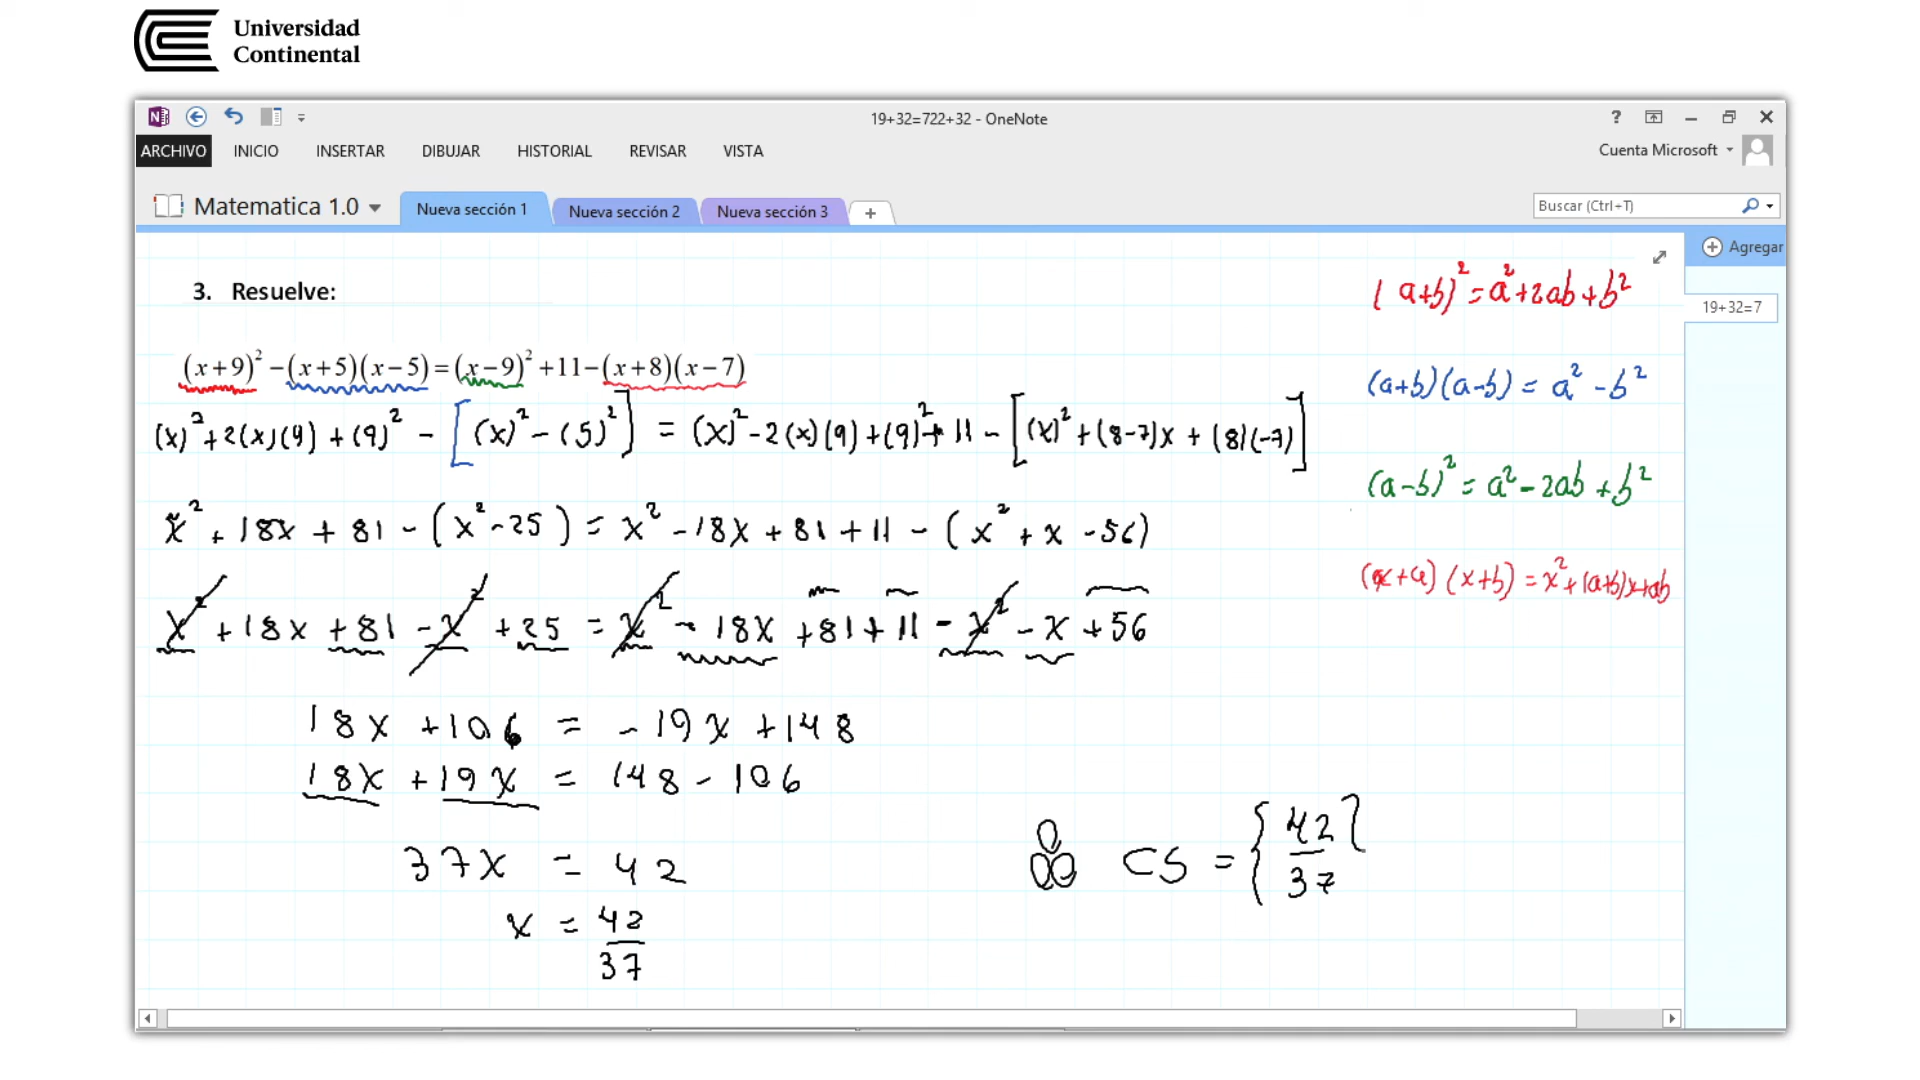 Universidad
Continental
19+32=722+32 - OneNote
?
ARCHIVO INICIO INSERTAR DIBUJAR HISTORIAL REVISAR VISTA Cuenta Microsoft
Matematica 1.0 Nueva sección 1 Nueva sección 2 Nueva sección 3 + Buscar (Ctrl+T)
Agregar
19+32=7
3. Resuelve:
(x+9)² −(x+5)(x−5)=(x−9)² +11−(x+8)(x−7)
(x)² + 2(x)(9) + (9)² − [(x)² − (5)²] = (x)² − 2(x)(9) + (9)² + 11 − [(x)² + (8−7)x + (8)(−7)]
x² + 18x + 81 − (x² − 25) = x² − 18x + 81 + 11 − (x² + x − 56)
x² + 18x + 81 − x² + 25 = x² − 18x + 81 + 11 − x² − x + 56
18x + 106 = − 19x + 148
18x + 19x = 148 − 106
37x = 42
x = 42/37
CS = {42/37}
(a+b)² = a² + 2ab + b²
(a+b)(a−b) = a² − b²
(a−b)² = a² − 2ab + b²
(x+a)(x+b) = x² + (a+b)x + ab